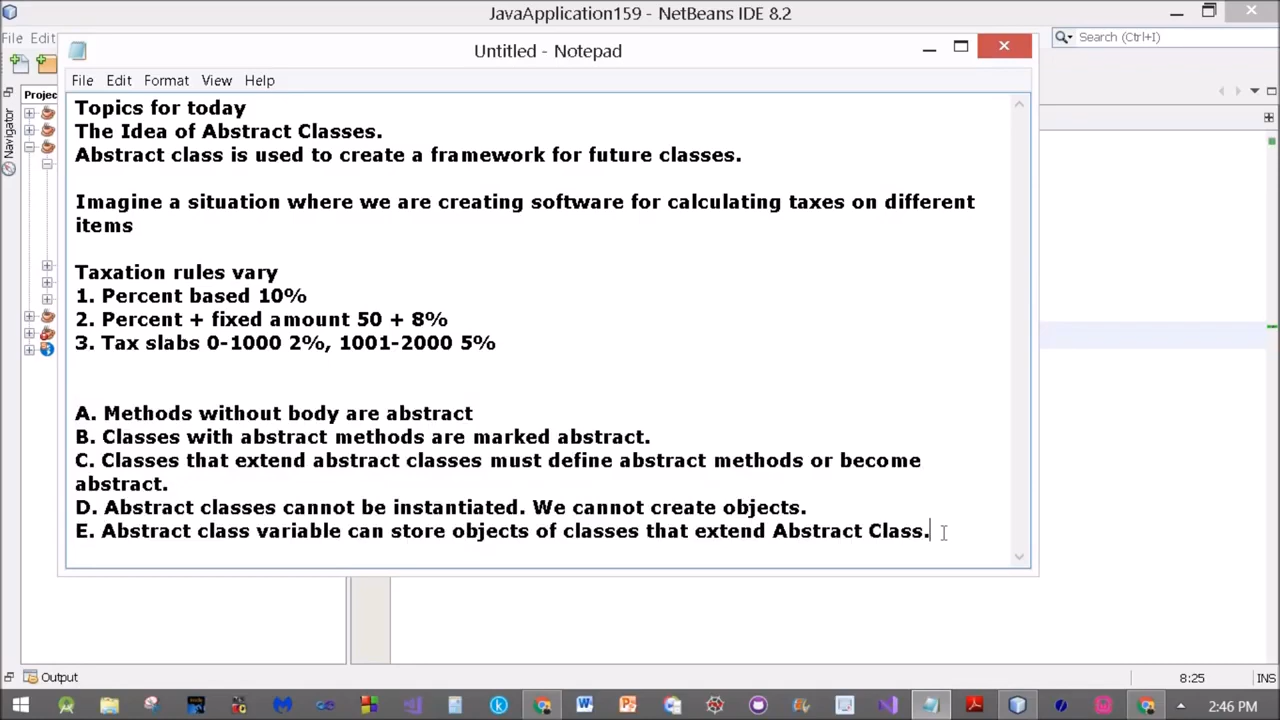 JavaApplication159 - NetBeans IDE 8.2
File Edit
Search (Ctrl+I)
Untitled - Notepad
File Edit Format View Help
Projec
Navigator
Topics for today
The Idea of Abstract Classes.
Abstract class is used to create a framework for future classes.
Imagine a situation where we are creating software for calculating taxes on different
items
Taxation rules vary
1. Percent based 10%
2. Percent + fixed amount 50 + 8%
3. Tax slabs 0-1000 2%, 1001-2000 5%
A. Methods without body are abstract
B. Classes with abstract methods are marked abstract.
C. Classes that extend abstract classes must define abstract methods or become
abstract.
D. Abstract classes cannot be instantiated. We cannot create objects.
E. Abstract class variable can store objects of classes that extend Abstract Class.
Output
8:25 INS
2:46 PM